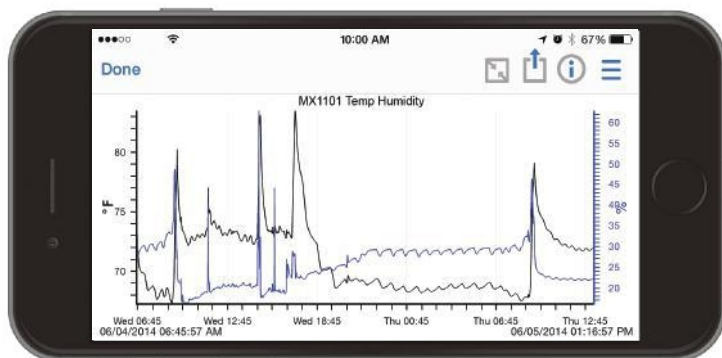 10:00 AM 67%
Done
MX1101 Temp Humidity
60
80 55
50
45
°F 75 40 %
35
30
70 25
20
Wed 06:45 Wed 12:45 Wed 18:45 Thu 00:45 Thu 06:45 Thu 12:45
06/04/2014 06:45:57 AM 06/05/2014 01:16:57 PM